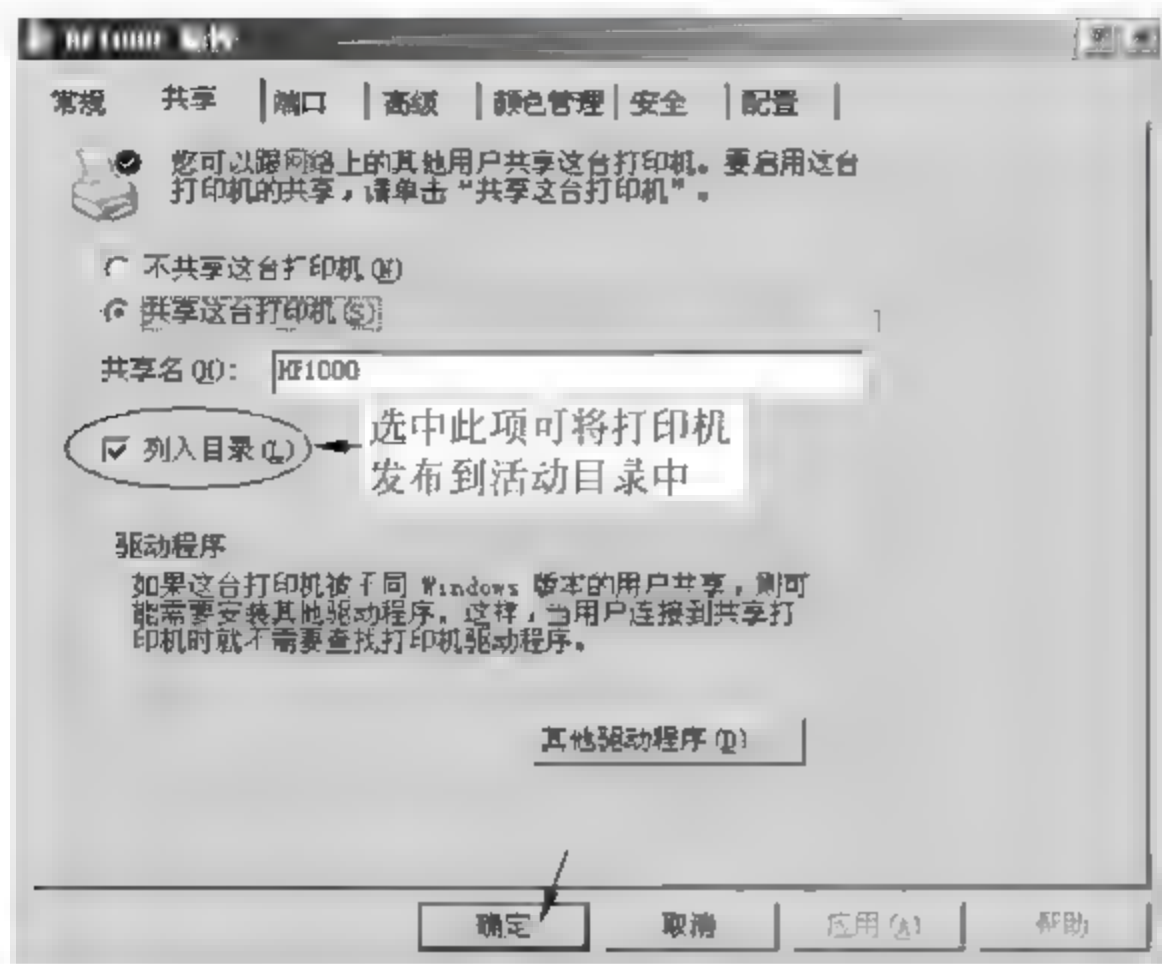 属性
常规 共享 端口 高级 颜色管理 安全 配置
您可以跟网络上的其他用户共享这台打印机。要启用这台
打印机的共享，请单击“共享这台打印机”。
不共享这台打印机(N)
共享这台打印机(S)
共享名(H):
选中此项可将打印机
发布到活动目录中
列入目录(L)
驱动程序
如果这台打印机被不同 Windows 版本的用户共享，则可
能需要安装其他驱动程序。这样，当用户连接到共享打
印机时就不需要查找打印机驱动程序。
其他驱动程序(D)
确定 取消 应用(A) 帮助